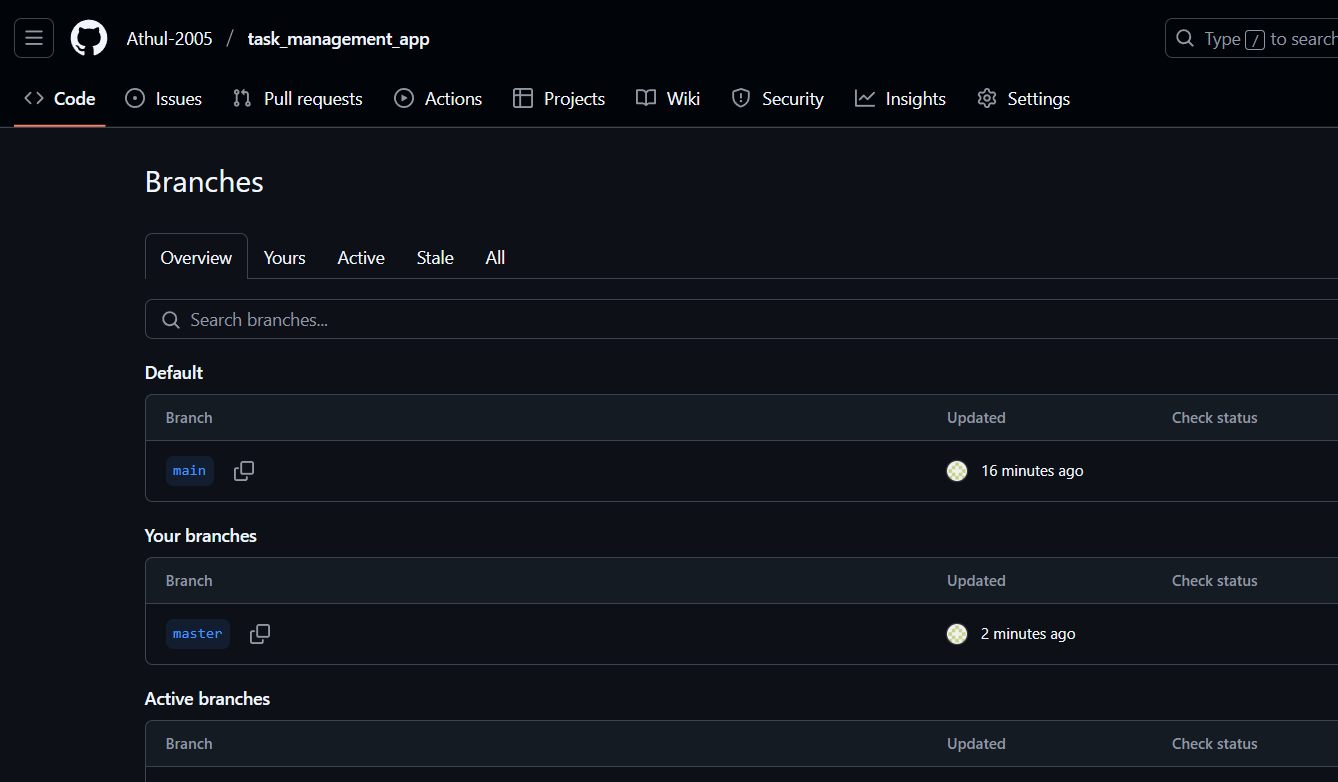 Athul-2005 / task_management_app
Type / to search
Code Issues Pull requests Actions Projects Wiki Security Insights Settings
Branches
Overview Yours Active Stale All
Search branches...
Default
Branch Updated Check status
main 16 minutes ago
Your branches
Branch Updated Check status
master 2 minutes ago
Active branches
Branch Updated Check status